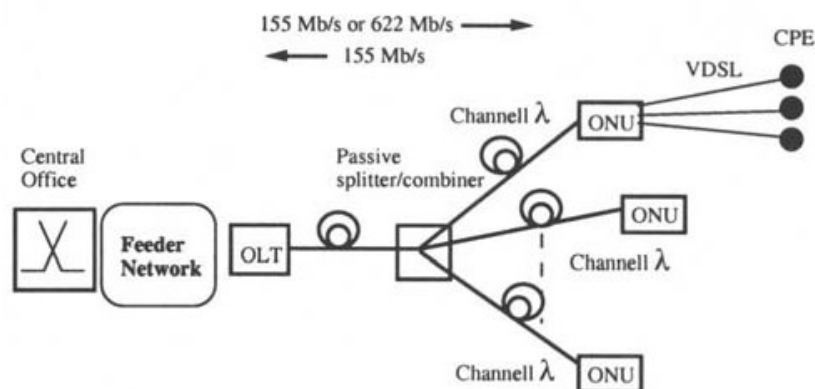 155 Mb/s or 622 Mb/s
155 Mb/s
CPE
VDSL
Channell λ
ONU
Central
Office
Passive
splitter/combiner
ONU
Feeder
Network
OLT
Channell λ
Channell λ
ONU